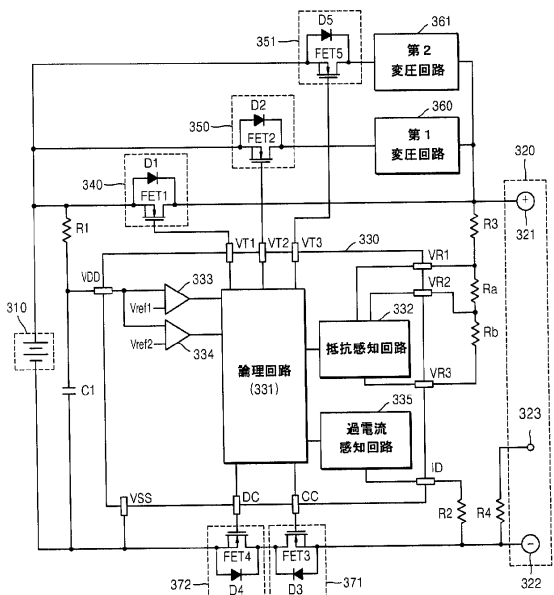 D5
351
FET5
361
第2
変圧回路
D2
350
FET2
360
第1
変圧回路
320
D1
340
FET1
+
321
R1
R3
VT1
VT2
VT3
330
VR1
VDD
333
VR2
Ra
310
Vref1
332
Rb
Vref2
334
論理回路
(331)
抵抗感知回路
VR3
C1
335
323
過電流
感知回路
ID
VSS
DC
CC
R2
R4
FET4
FET3
−
322
372
D4
D3
371